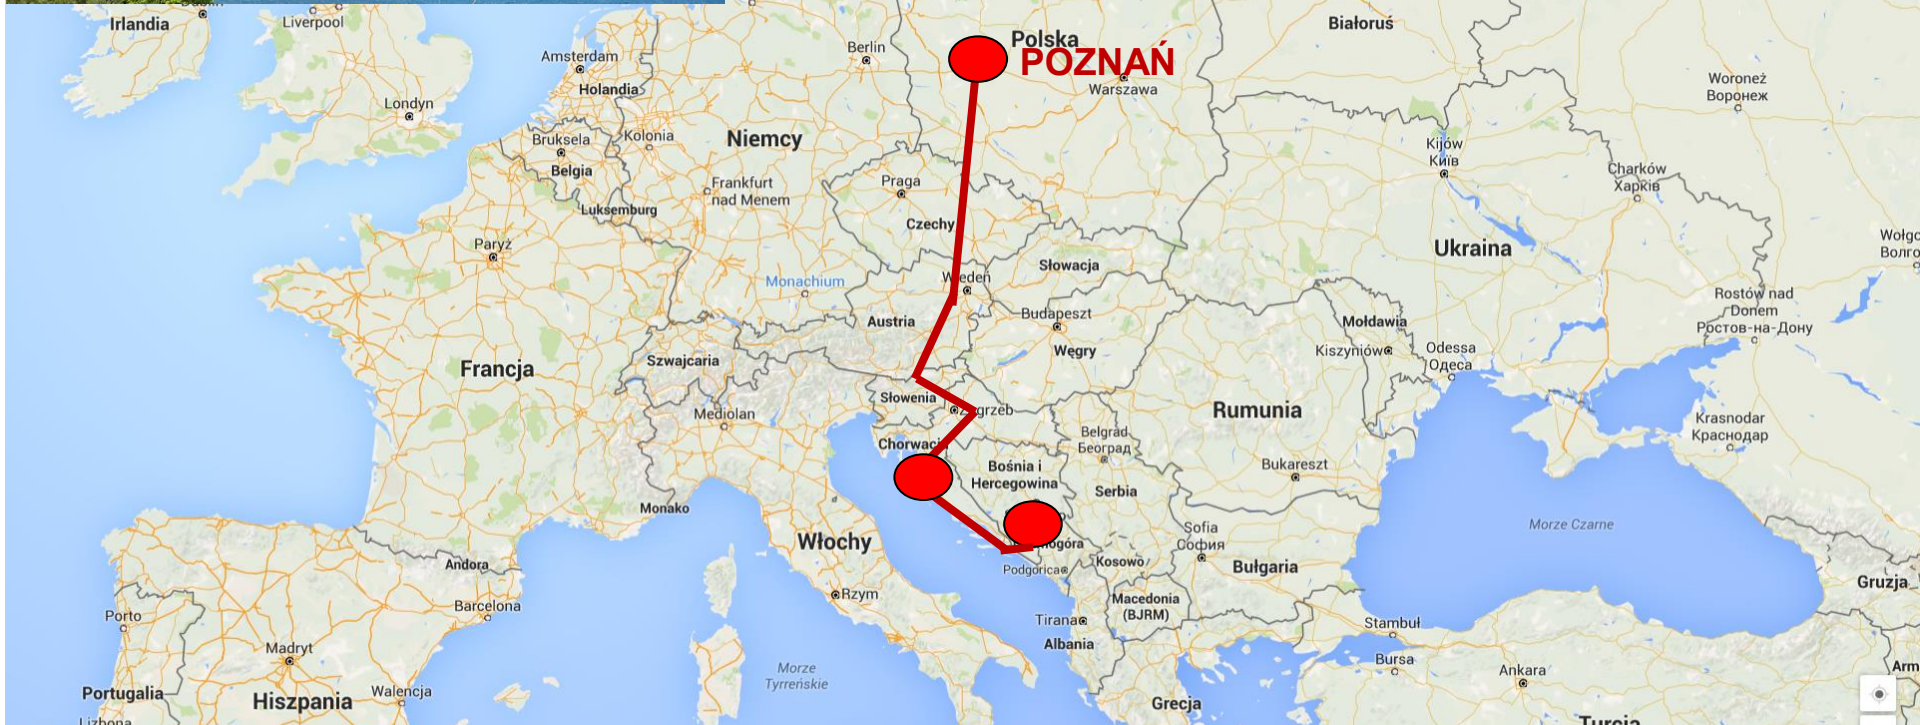 Dublin
Irlandia
Liverpool
Londyn
Amsterdam
Holandia
Berlin
Polska
POZNAŃ
Warszawa
Białoruś
Woroneż
Воронеж
Bruksela
Belgia
Kolonia
Niemcy
Frankfurt
nad Menem
Luksemburg
Praga
Czechy
Kijów
Київ
Charków
Харків
Ukraina
Paryż
Monachium
Wiedeń
Słowacja
Austria
Budapeszt
Węgry
Mołdawia
Kiszyniów
Odessa
Одеса
Rostów nad
Donem
Ростов-на-Дону
Francja
Szwajcaria
Mediolan
Słowenia
Zagrzeb
Rumunia
Krasnodar
Краснодар
Belgrad
Београд
Bośnia i
Hercegowina
Serbia
Bukareszt
Monako
Włochy
Sofia
София
Bułgaria
Morze Czarne
Podgorica
Kosowo
Macedonia
(BJRM)
Andora
Barcelona
Porto
Rzym
Tirana
Albania
Stambuł
Gruzja
Madryt
Hiszpania
Walencja
Portugalia
Morze
Tyrreńskie
Grecja
Bursa
Ankara